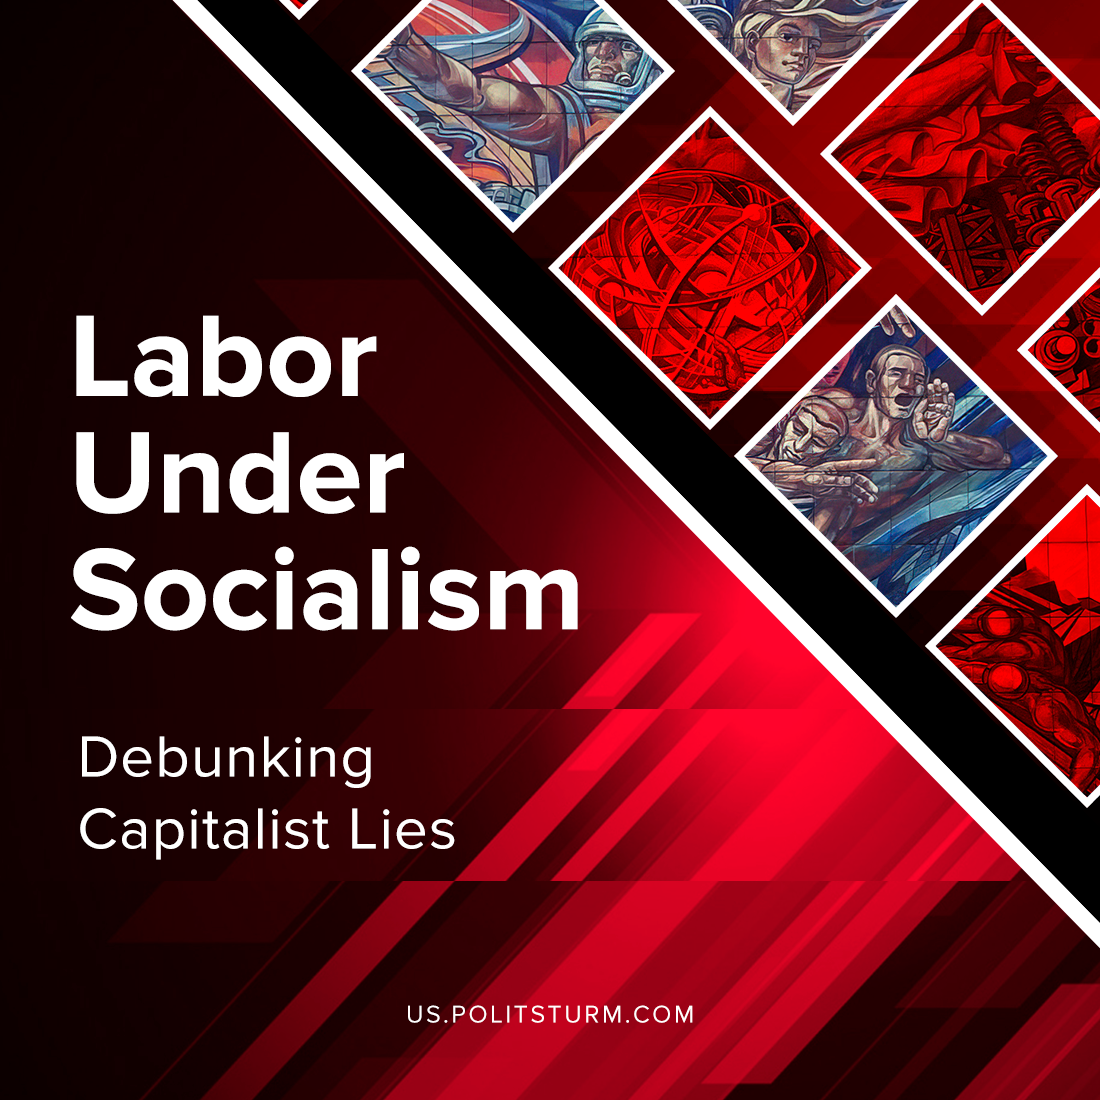 Labor
Under
Socialism
Debunking
Capitalist Lies
US.POLITSTURM.COM